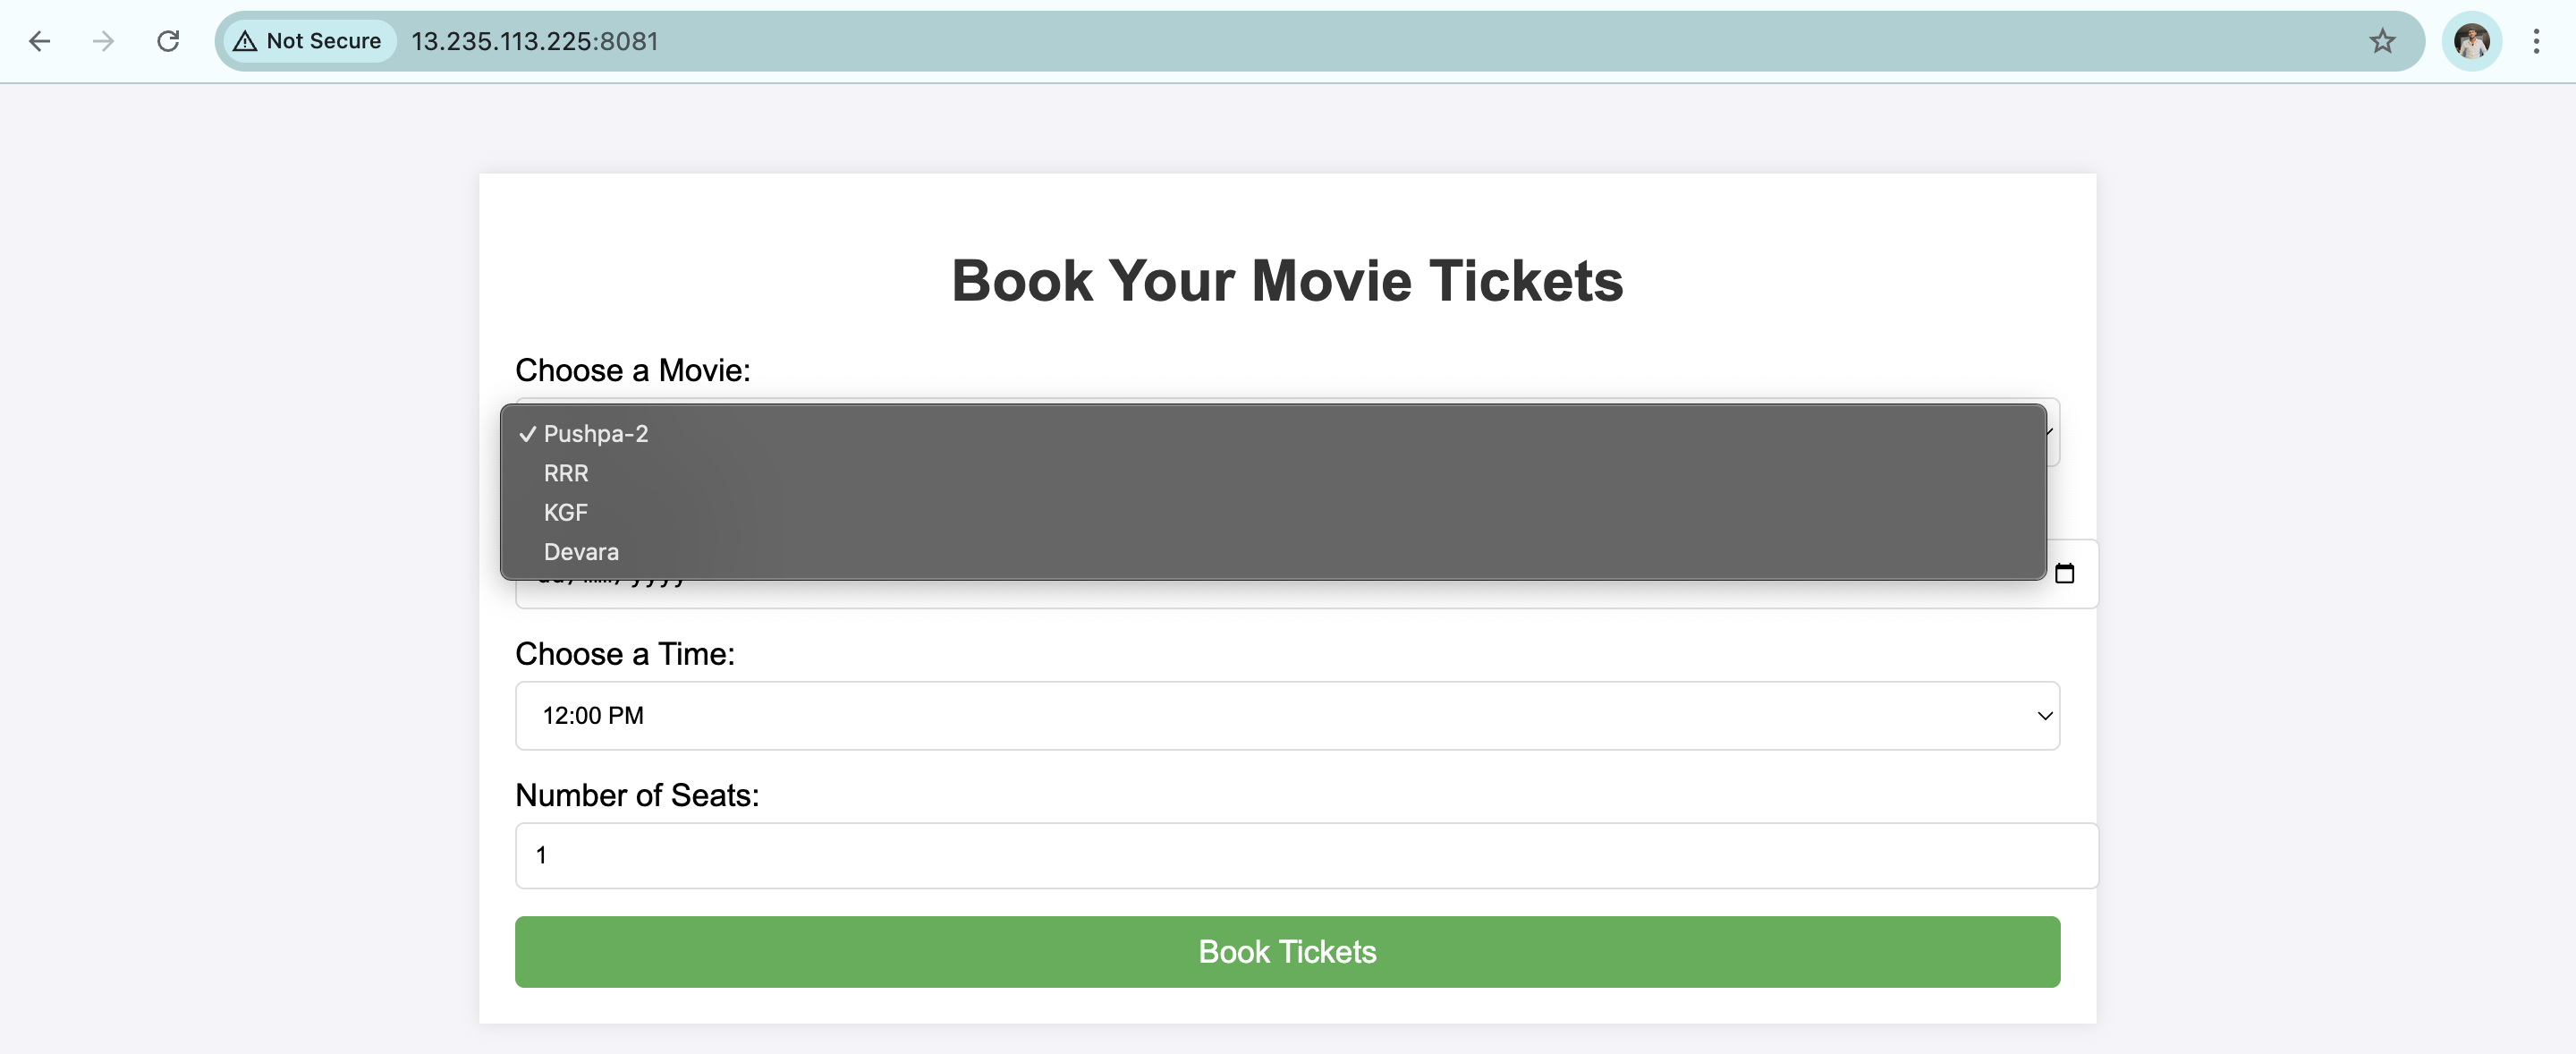 Not Secure 13.235.113.225:8081
Book Your Movie Tickets
Choose a Movie:
✓ Pushpa-2
RRR
KGF
Devara
Choose a Time:
12:00 PM
Number of Seats:
1
Book Tickets